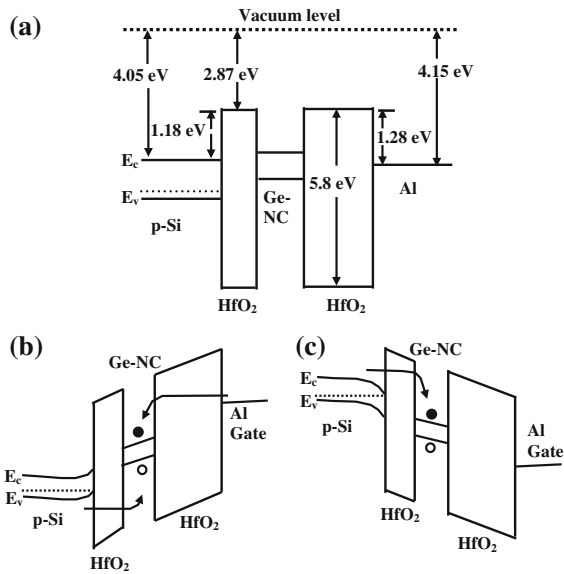 (a)
Vacuum level
4.05 eV
2.87 eV
4.15 eV
1.18 eV
1.28 eV
Ec
5.8 eV
Ge-
NC
Al
Ev
p-Si
HfO2
HfO2
(b)
Ge-NC
Al
Gate
Ec
Ev
p-Si
HfO2
HfO2
(c)
Ge-NC
Ec
Ev
p-Si
Al
Gate
HfO2
HfO2